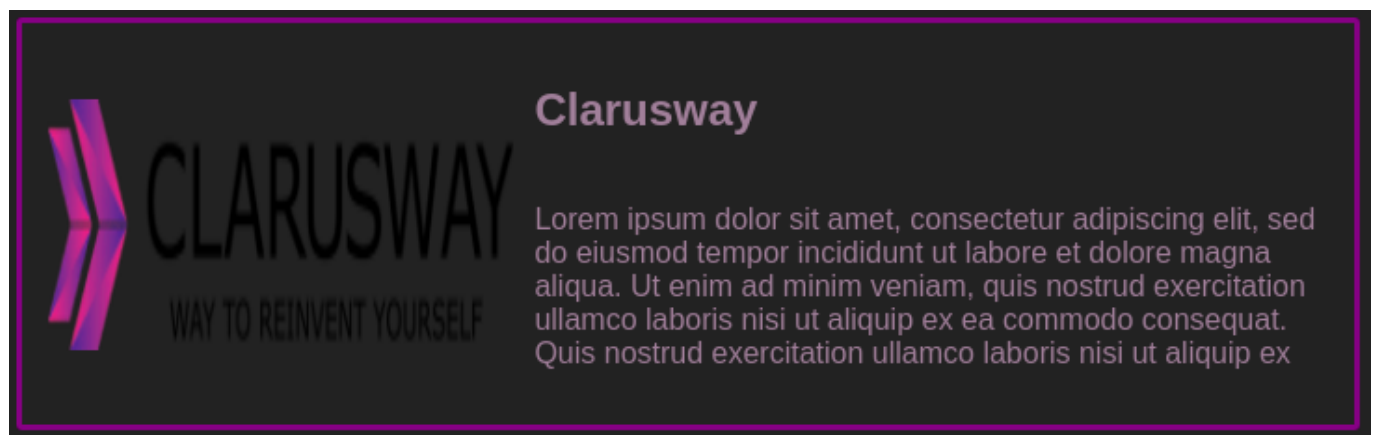 CLARUSWAY
WAY TO REINVENT YOURSELF
Clarusway
Lorem ipsum dolor sit amet, consectetur adipiscing elit, sed
do eiusmod tempor incididunt ut labore et dolore magna
aliqua. Ut enim ad minim veniam, quis nostrud exercitation
ullamco laboris nisi ut aliquip ex ea commodo consequat.
Quis nostrud exercitation ullamco laboris nisi ut aliquip ex